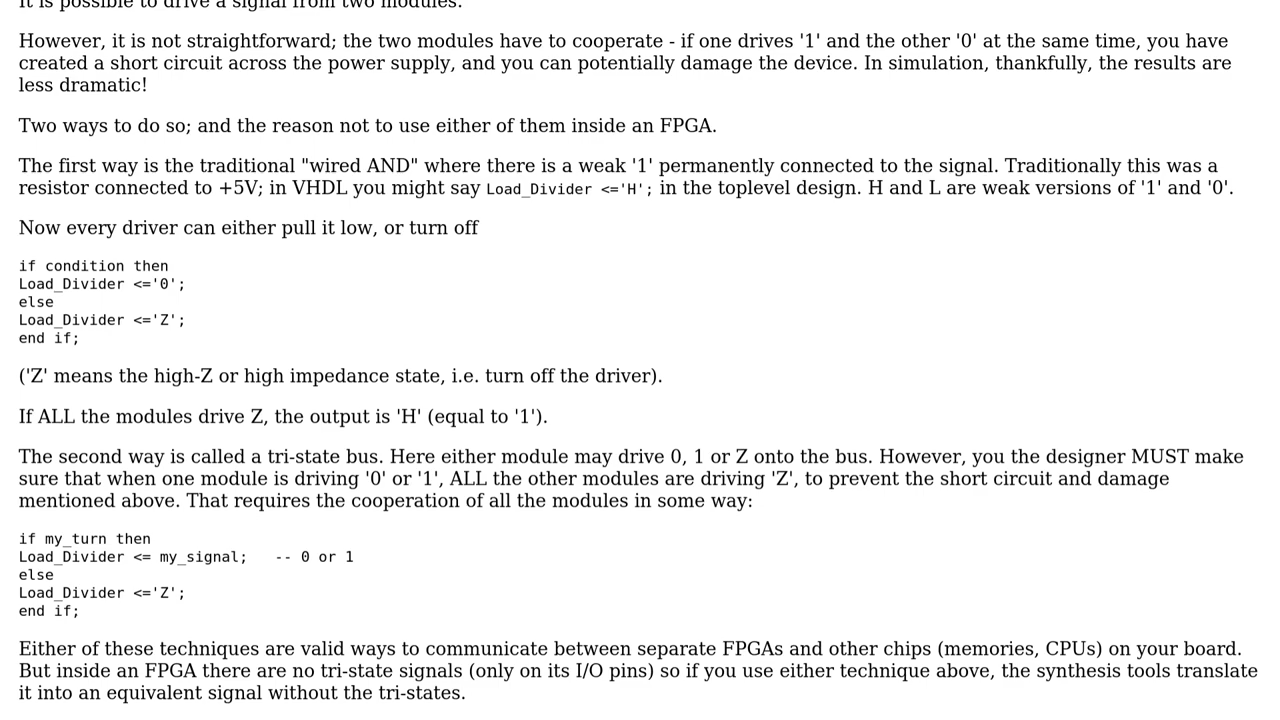 It is possible to drive a signal from two modules.
However, it is not straightforward; the two modules have to cooperate - if one drives '1' and the other '0' at the same time, you have
created a short circuit across the power supply, and you can potentially damage the device. In simulation, thankfully, the results are
less dramatic!
Two ways to do so; and the reason not to use either of them inside an FPGA.
The first way is the traditional "wired AND" where there is a weak '1' permanently connected to the signal. Traditionally this was a
resistor connected to +5V; in VHDL you might say Load_Divider <='H'; in the toplevel design. H and L are weak versions of '1' and '0'.
Now every driver can either pull it low, or turn off
if condition then
Load_Divider <='0';
else
Load_Divider <='Z';
end if;
('Z' means the high-Z or high impedance state, i.e. turn off the driver).
If ALL the modules drive Z, the output is 'H' (equal to '1').
The second way is called a tri-state bus. Here either module may drive 0, 1 or Z onto the bus. However, you the designer MUST make
sure that when one module is driving '0' or '1', ALL the other modules are driving 'Z', to prevent the short circuit and damage
mentioned above. That requires the cooperation of all the modules in some way:
if my_turn then
Load_Divider <= my_signal;   -- 0 or 1
else
Load_Divider <='Z';
end if;
Either of these techniques are valid ways to communicate between separate FPGAs and other chips (memories, CPUs) on your board.
But inside an FPGA there are no tri-state signals (only on its I/O pins) so if you use either technique above, the synthesis tools translate
it into an equivalent signal without the tri-states.